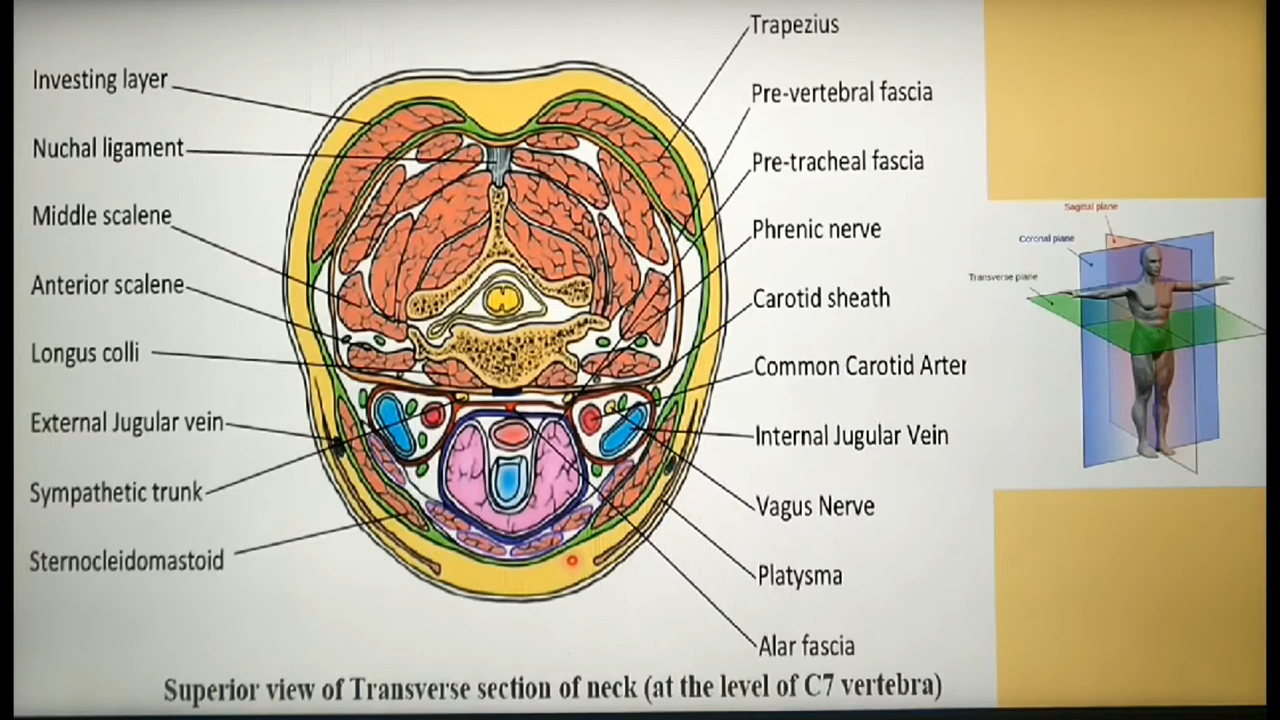 Investing layer
Nuchal ligament
Middle scalene
Anterior scalene
Longus colli
External Jugular vein
Sympathetic trunk
Sternocleidomastoid
Trapezius
Pre-vertebral fascia
Pre-tracheal fascia
Phrenic nerve
Carotid sheath
Common Carotid Arter
Internal Jugular Vein
Vagus Nerve
Platysma
Alar fascia
Sagittal plane
Coronal plane
Transverse plane
Superior view of Transverse section of neck (at the level of C7 vertebra)